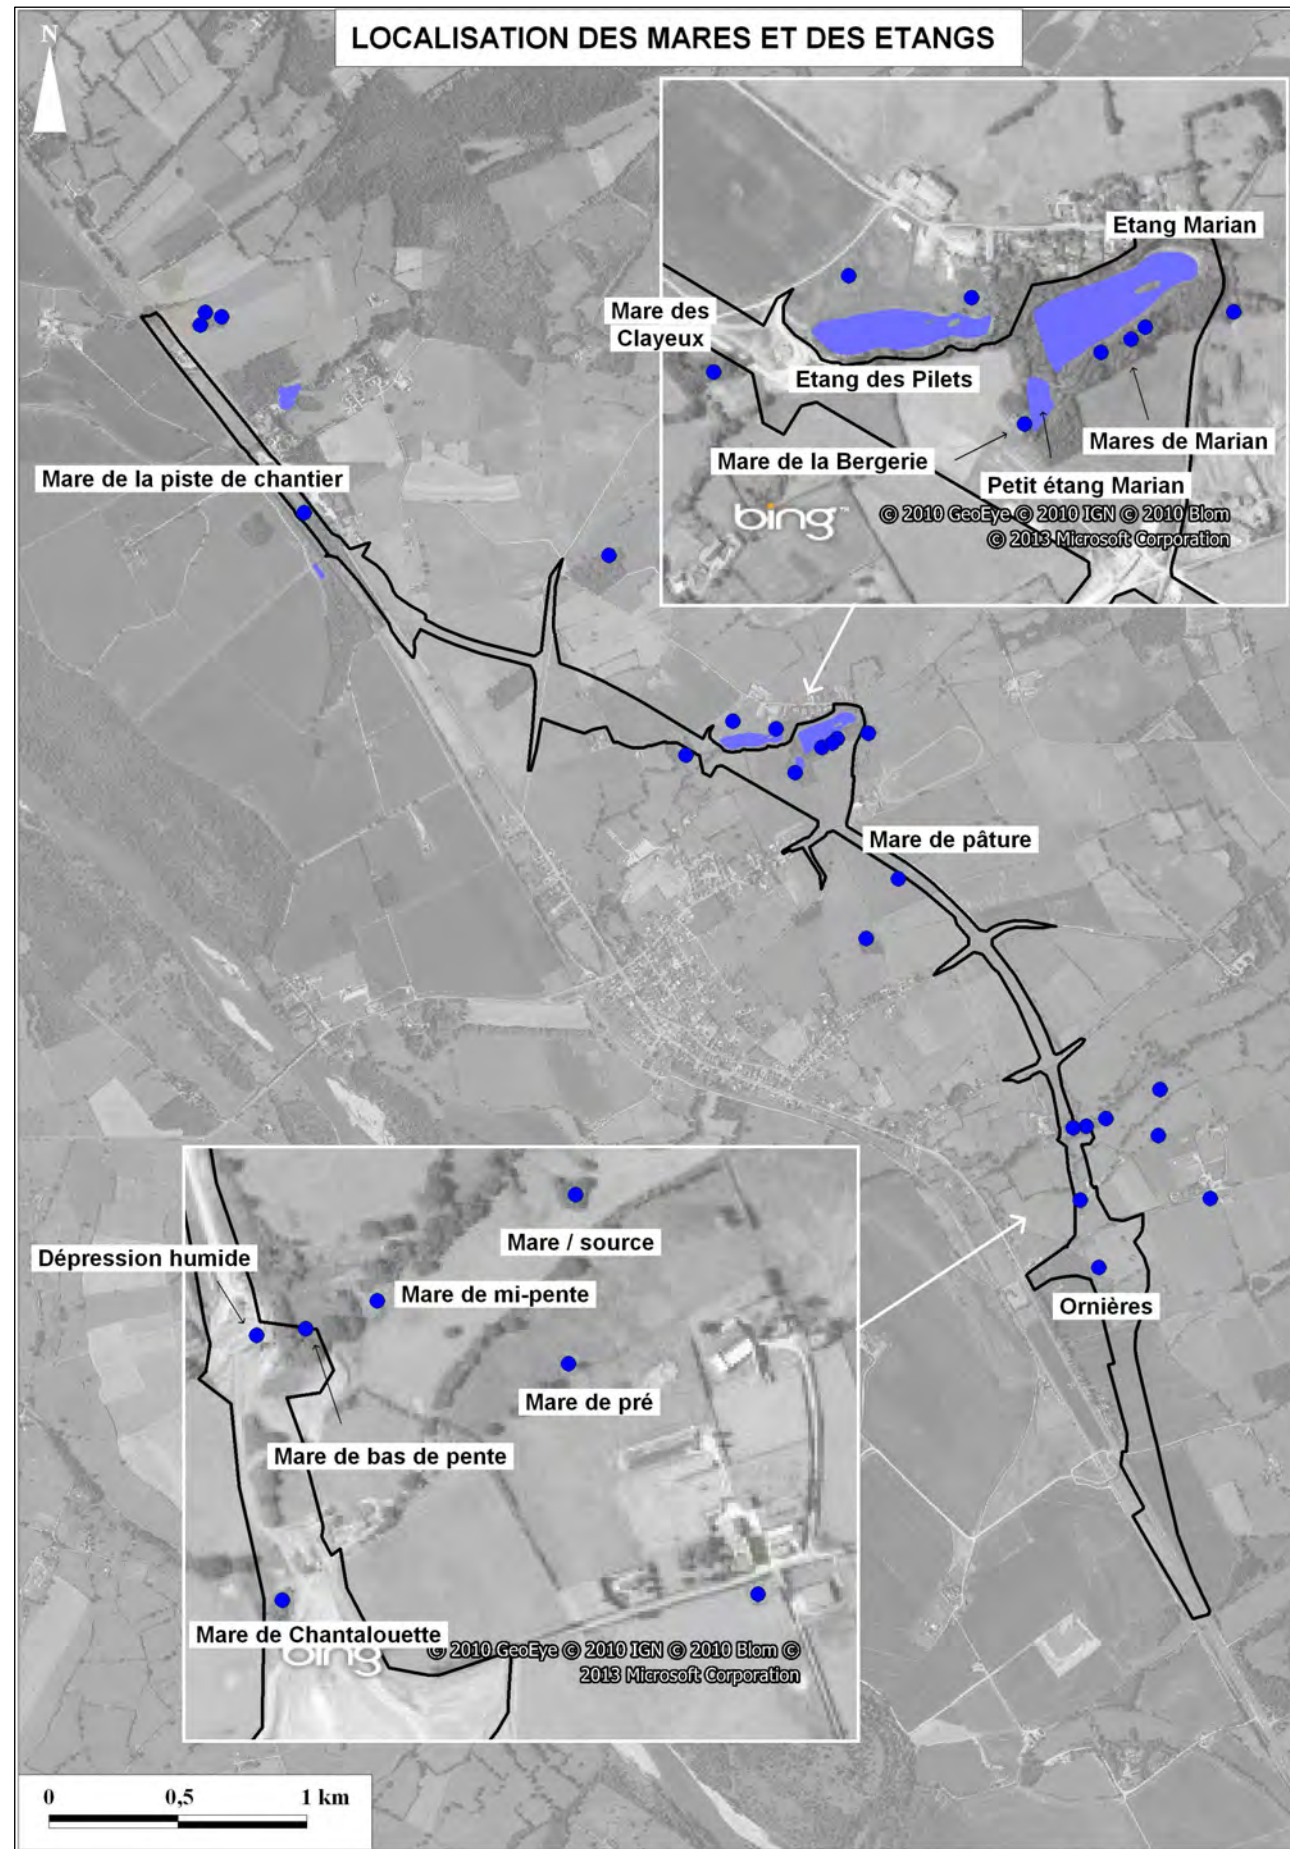 LOCALISATION DES MARES ET DES ETANGS
N
Etang Marian
Mare des
Clayeux
Etang des Pilets
Mares de Marian
Mare de la Bergerie
Petit étang Marian
bing™
© 2010 GeoEye © 2010 IGN © 2010 Blom
© 2013 Microsoft Corporation
Mare de la piste de chantier
Mare de pâture
Mare / source
Dépression humide
Mare de mi-pente
Ornières
Mare de pré
Mare de bas de pente
Mare de Chantalouette
bing
© 2010 GeoEye © 2010 IGN © 2010 Blom ©
2013 Microsoft Corporation
0 0,5 1 km